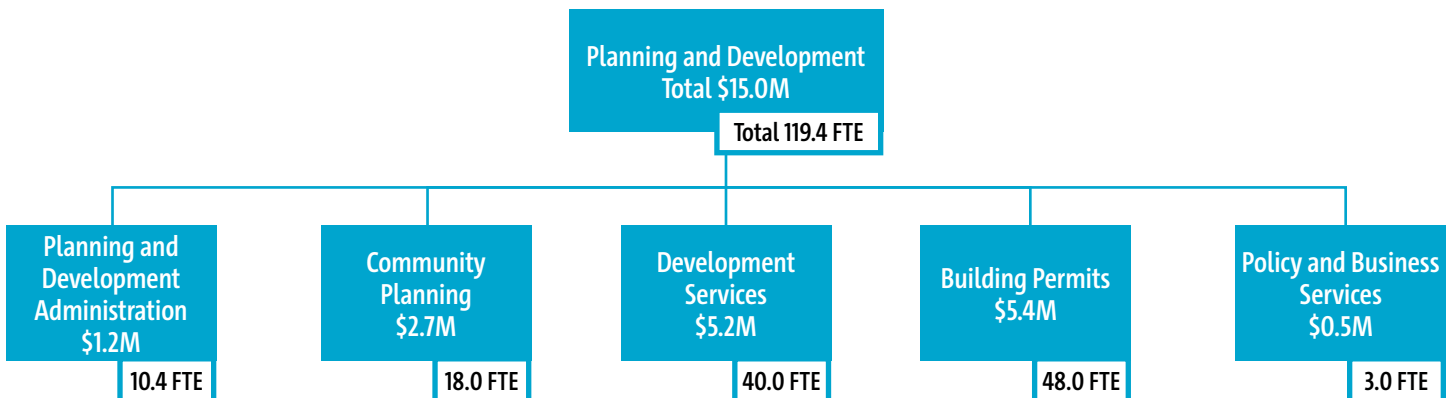 Planning and Development
Total $15.0M
Total 119.4 FTE
Planning and
Development
Administration
$1.2M
10.4 FTE
Community
Planning
$2.7M
18.0 FTE
Development
Services
$5.2M
40.0 FTE
Building Permits
$5.4M
48.0 FTE
Policy and Business
Services
$0.5M
3.0 FTE